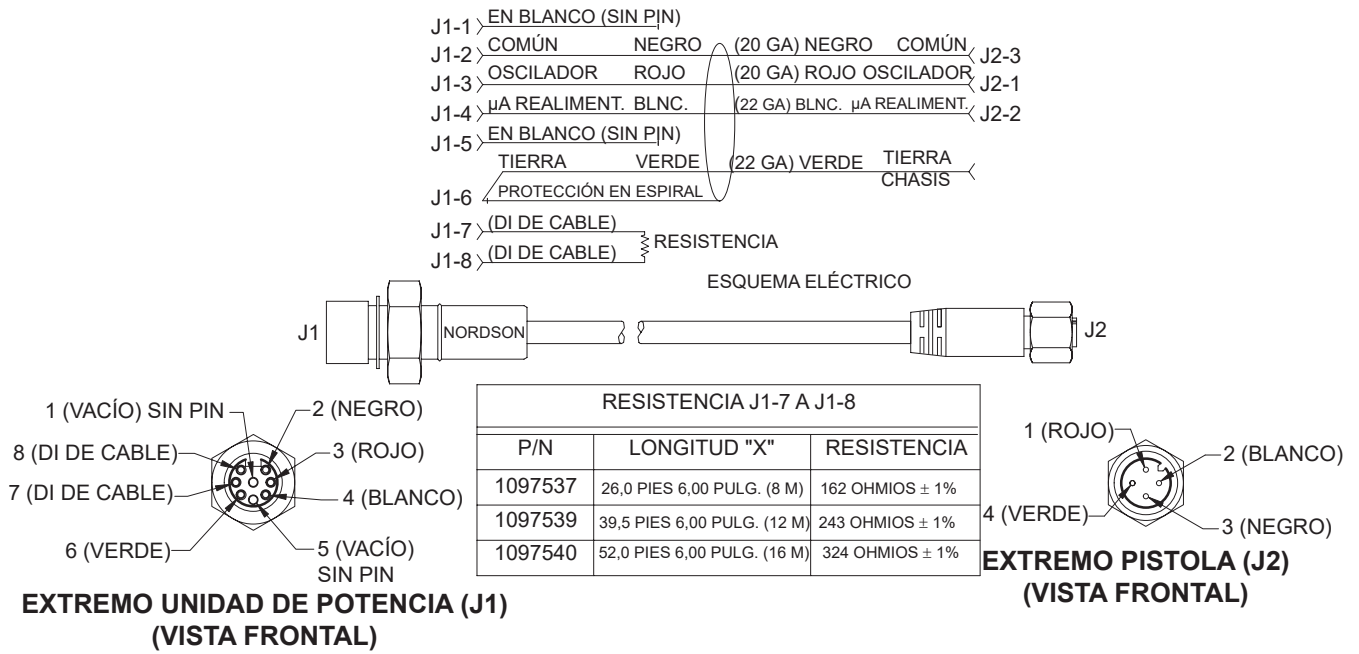 J1-1 EN BLANCO (SIN PIN)
J1-2 COMÚN NEGRO (20 GA) NEGRO COMÚN J2-3
J1-3 OSCILADOR ROJO (20 GA) ROJO OSCILADOR J2-1
J1-4 µA REALIMENT. BLNC. (22 GA) BLNC. µA REALIMENT. J2-2
J1-5 EN BLANCO (SIN PIN)
TIERRA VERDE (22 GA) VERDE TIERRA
CHASIS
J1-6 PROTECCIÓN EN ESPIRAL
J1-7 (DI DE CABLE)
RESISTENCIA
J1-8 (DI DE CABLE)
ESQUEMA ELÉCTRICO
J1 NORDSON J2
1 (VACÍO) SIN PIN
2 (NEGRO)
8 (DI DE CABLE)
3 (ROJO)
7 (DI DE CABLE)
4 (BLANCO)
6 (VERDE)
5 (VACÍO)
SIN PIN
EXTREMO UNIDAD DE POTENCIA (J1)
(VISTA FRONTAL)
RESISTENCIA J1-7 A J1-8
P/N LONGITUD "X" RESISTENCIA
1097537 26,0 PIES 6,00 PULG. (8 M) 162 OHMIOS ± 1%
1097539 39,5 PIES 6,00 PULG. (12 M) 243 OHMIOS ± 1%
1097540 52,0 PIES 6,00 PULG. (16 M) 324 OHMIOS ± 1%
1 (ROJO)
2 (BLANCO)
4 (VERDE)
3 (NEGRO)
EXTREMO PISTOLA (J2)
(VISTA FRONTAL)